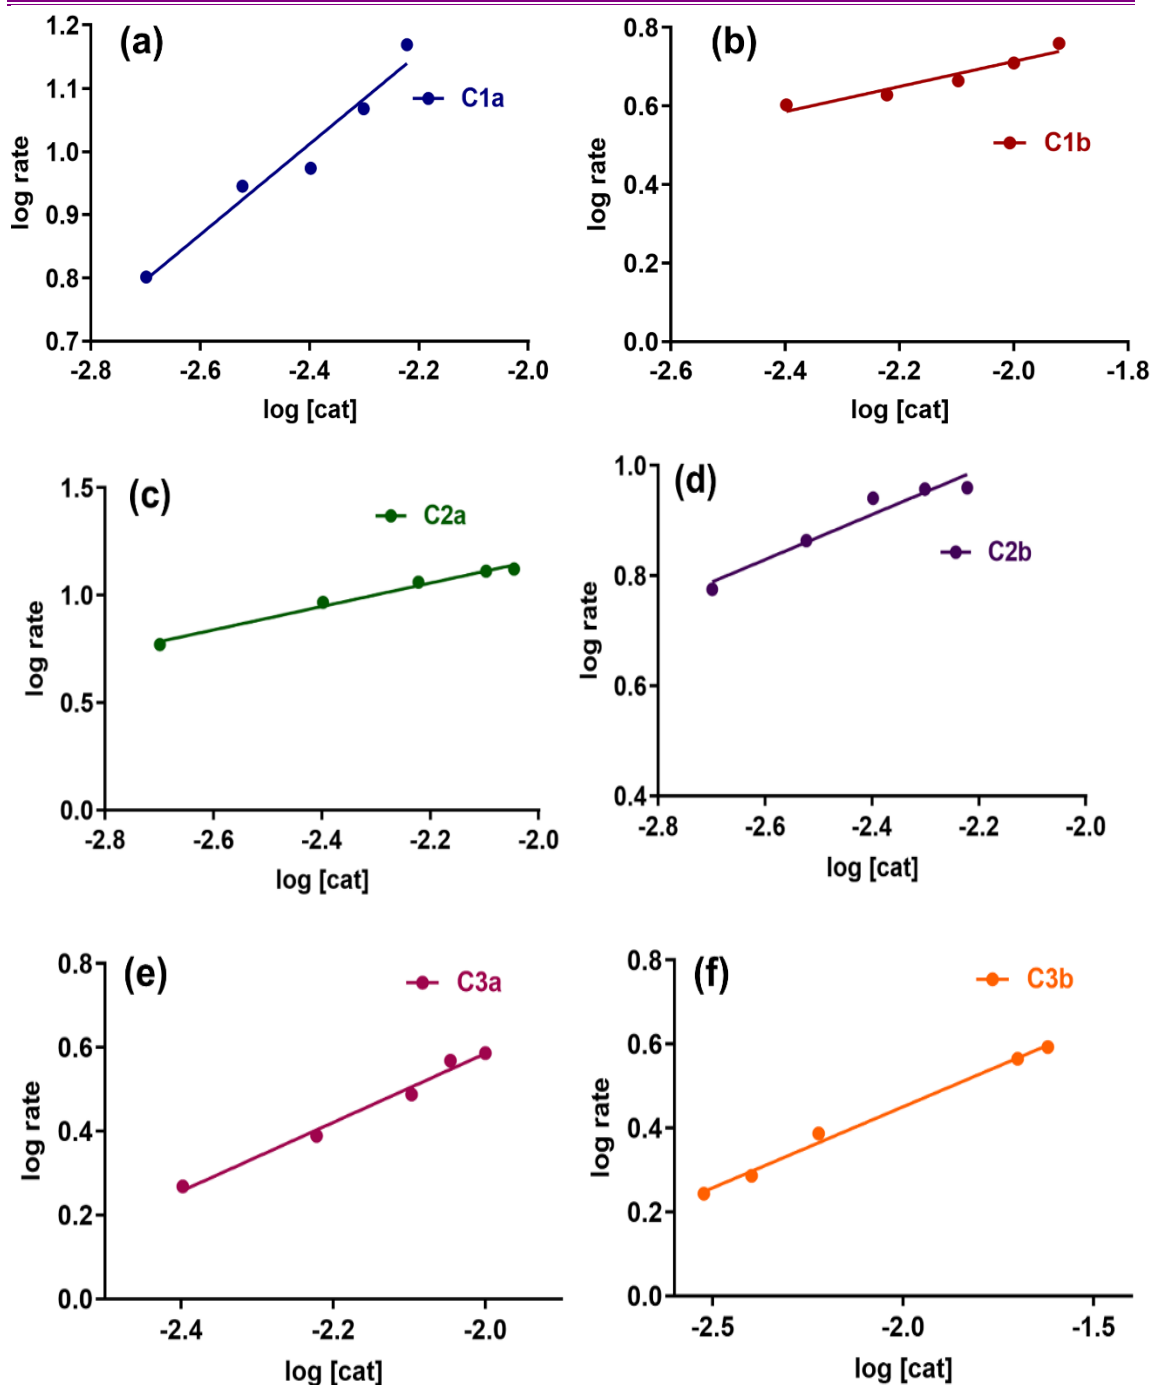 (a)
C1a
1.2
1.1
1.0
0.9
0.8
0.7
log rate
-2.8 -2.6 -2.4 -2.2 -2.0
log [cat]
(b)
C1b
0.8
0.6
0.4
0.2
0.0
log rate
-2.6 -2.4 -2.2 -2.0 -1.8
log [cat]
(c)
C2a
1.5
1.0
0.5
0.0
log rate
-2.8 -2.6 -2.4 -2.2 -2.0
log [cat]
(d)
C2b
1.0
0.8
0.6
0.4
log rate
-2.8 -2.6 -2.4 -2.2 -2.0
log [cat]
(e)
C3a
0.8
0.6
0.4
0.2
0.0
log rate
-2.4 -2.2 -2.0
log [cat]
(f)
C3b
0.8
0.6
0.4
0.2
0.0
log rate
-2.5 -2.0 -1.5
log [cat]